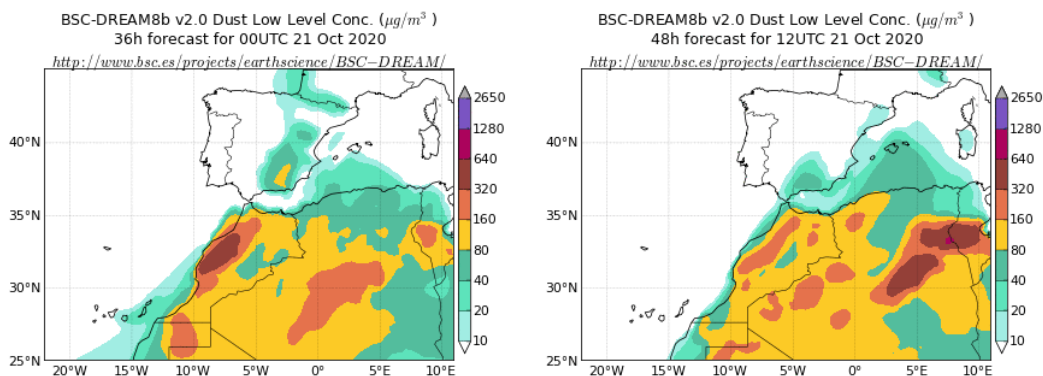 BSC-DREAM8b v2.0 Dust Low Level Conc. (μg/m³ )
36h forecast for 00UTC 21 Oct 2020
http://www.bsc.es/projects/earthscience/BSC−DREAM/
40°N
35°N
30°N
25°N
20°W
15°W
10°W
5°W
0°
5°E
10°E
2650
1280
640
320
160
80
40
20
10
BSC-DREAM8b v2.0 Dust Low Level Conc. (μg/m³ )
48h forecast for 12UTC 21 Oct 2020
http://www.bsc.es/projects/earthscience/BSC−DREAM/
40°N
35°N
30°N
25°N
20°W
15°W
10°W
5°W
0°
5°E
10°E
2650
1280
640
320
160
80
40
20
10